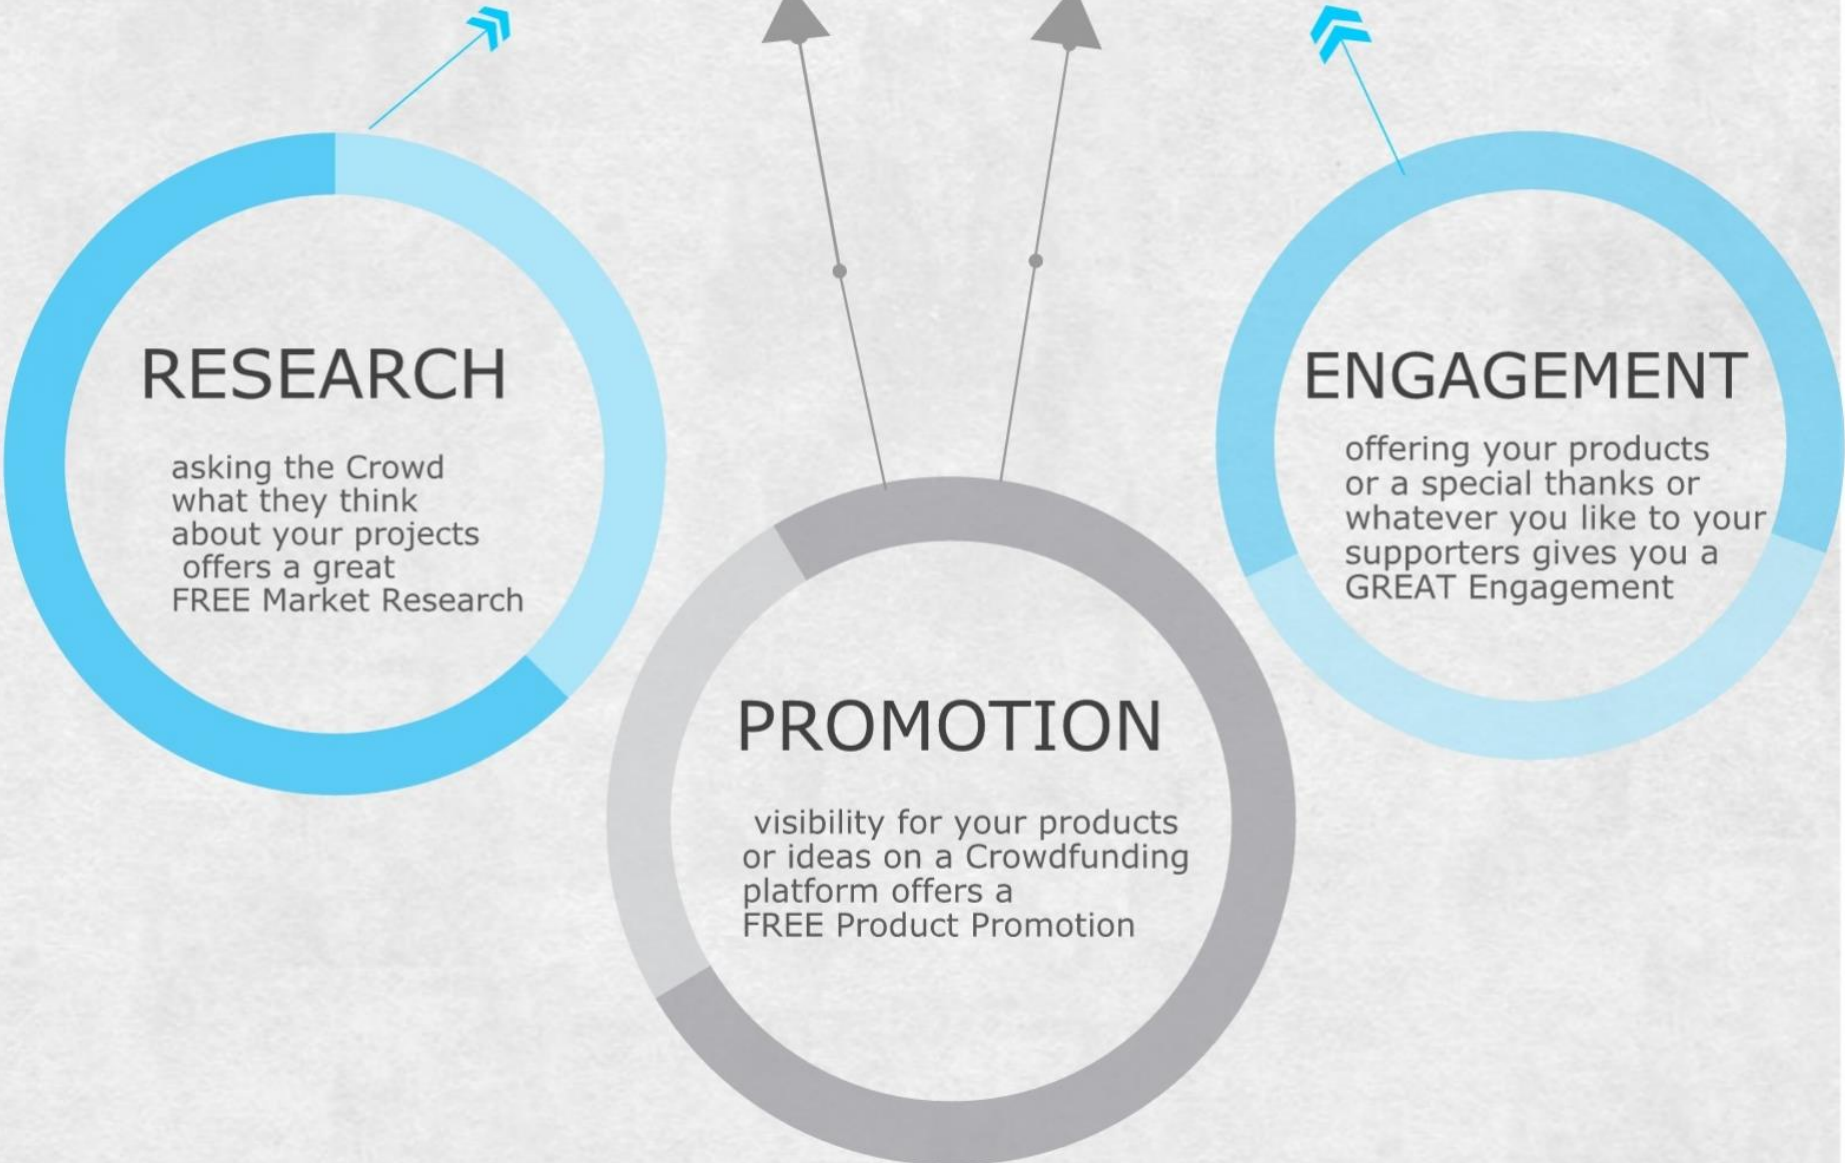 RESEARCH
asking the Crowd
what they think
about your projects
offers a great
FREE Market Research
PROMOTION
visibility for your products
or ideas on a Crowdfunding
platform offers a
FREE Product Promotion
ENGAGEMENT
offering your products
or a special thanks or
whatever you like to your
supporters gives you a
GREAT Engagement